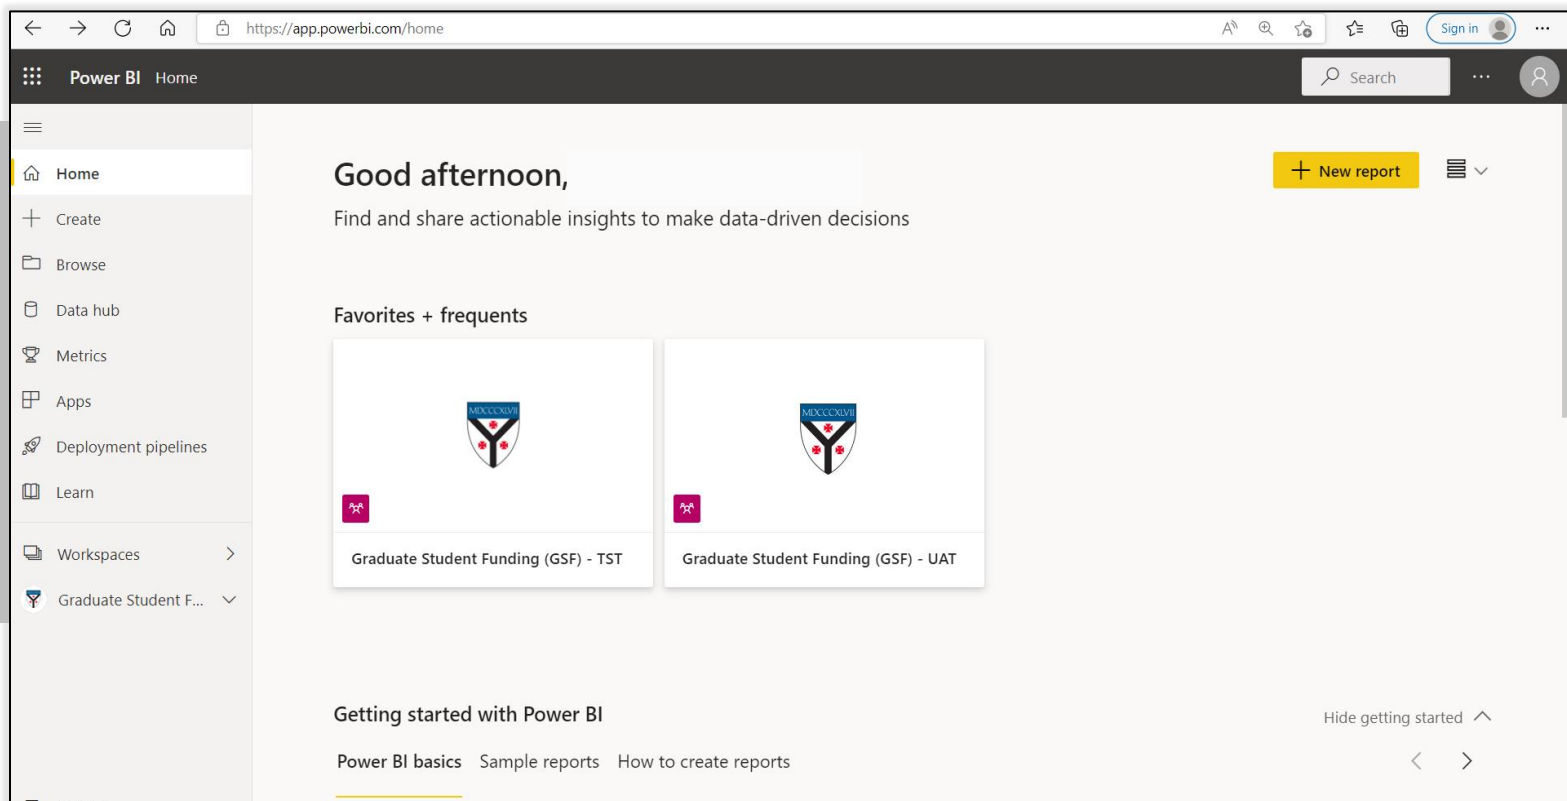 https://app.powerbi.com/home
Sign in
Power BI Home
Search
Home
Create
Browse
Data hub
Metrics
Apps
Deployment pipelines
Learn
Workspaces
Graduate Student F...
Good afternoon,
New report
Find and share actionable insights to make data-driven decisions
Favorites + frequents
MDCCCXLVII
MDCCCXLVII
Graduate Student Funding (GSF) - TST
Graduate Student Funding (GSF) - UAT
Getting started with Power BI
Hide getting started
Power BI basics Sample reports How to create reports